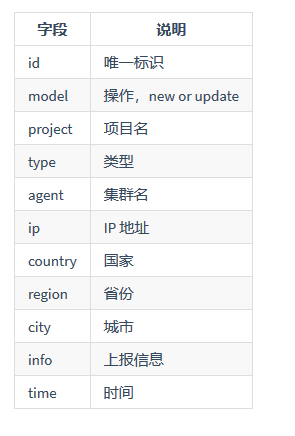 字段 说明
id 唯一标识
model 操作，new or update
project 项目名
type 类型
agent 集群名
ip IP 地址
country 国家
region 省份
city 城市
info 上报信息
time 时间